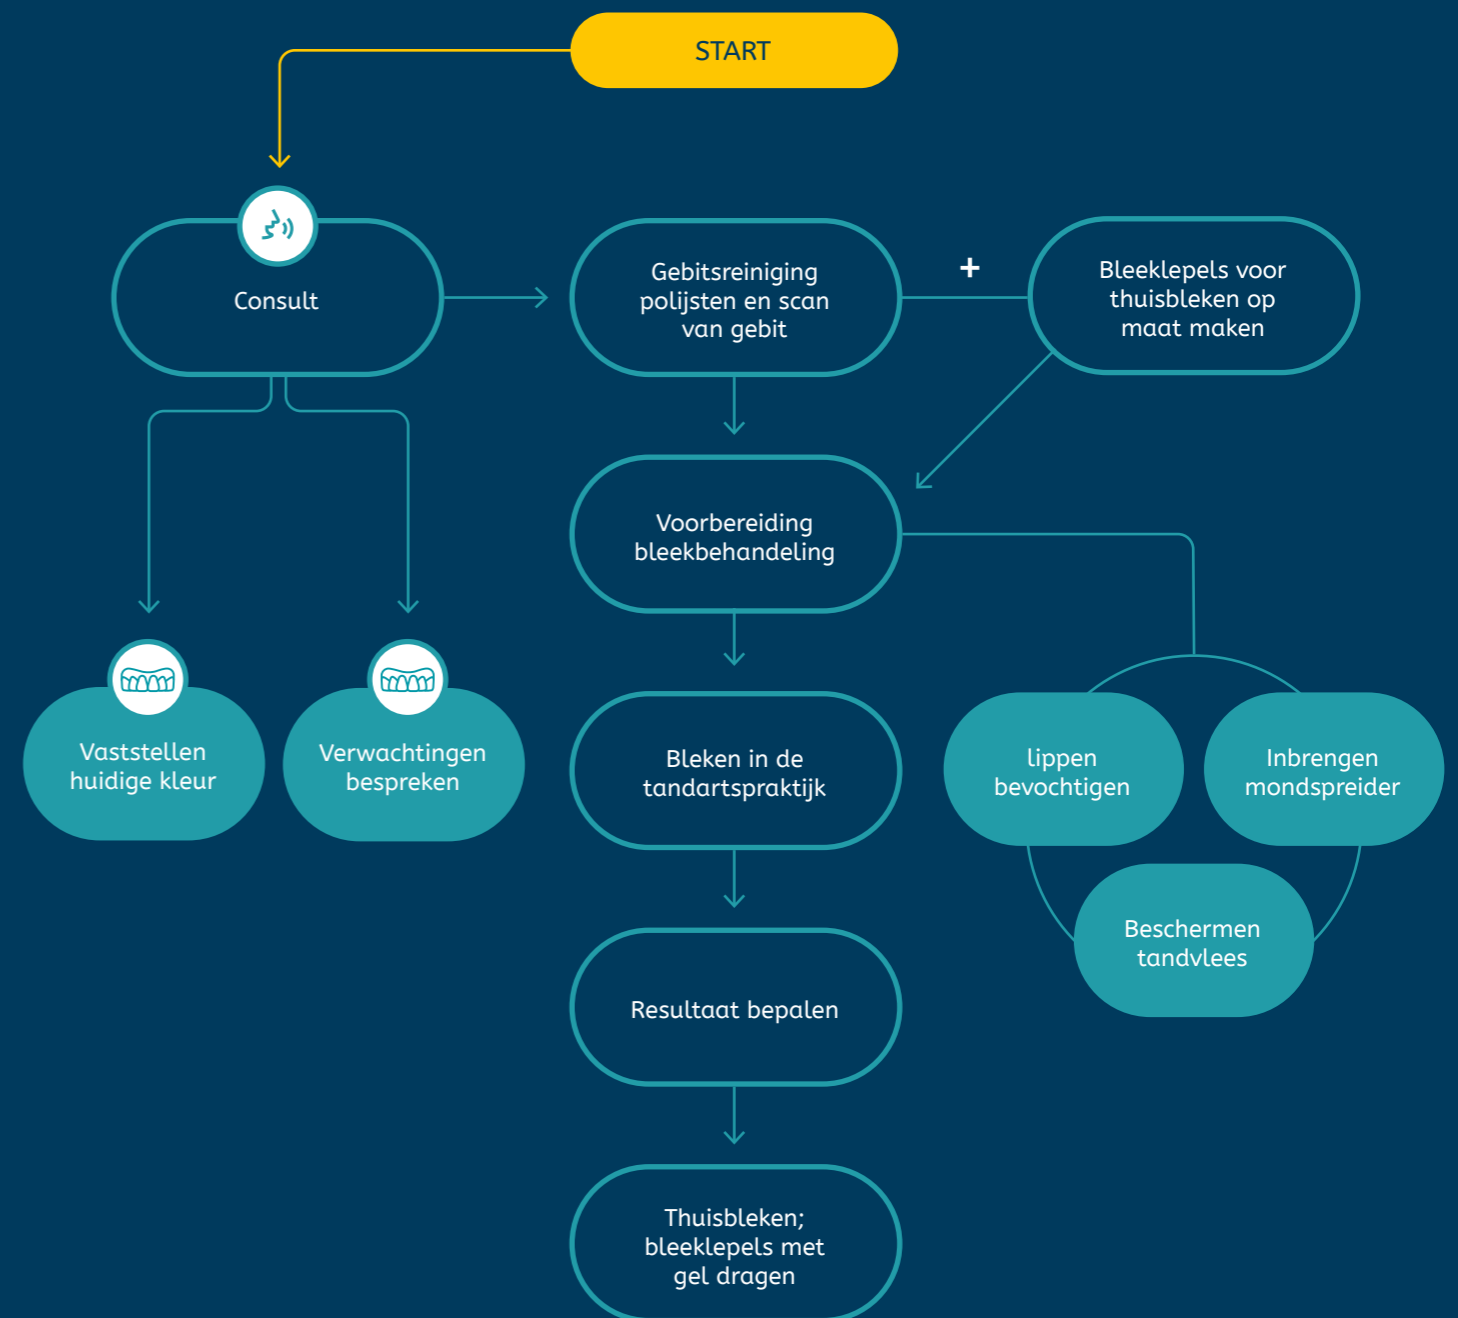 START
Consult
Gebitsreiniging
polijsten en scan
van gebit
+
Bleeklepels voor
thuisbleken op
maat maken
Voorbereiding
bleekbehandeling
Vaststellen
huidige kleur
Verwachtingen
bespreken
Bleken in de
tandartspraktijk
lippen
bevochtigen
Inbrengen
mondspreider
Beschermen
tandvlees
Resultaat bepalen
Thuisbleken;
bleeklepels met
gel dragen